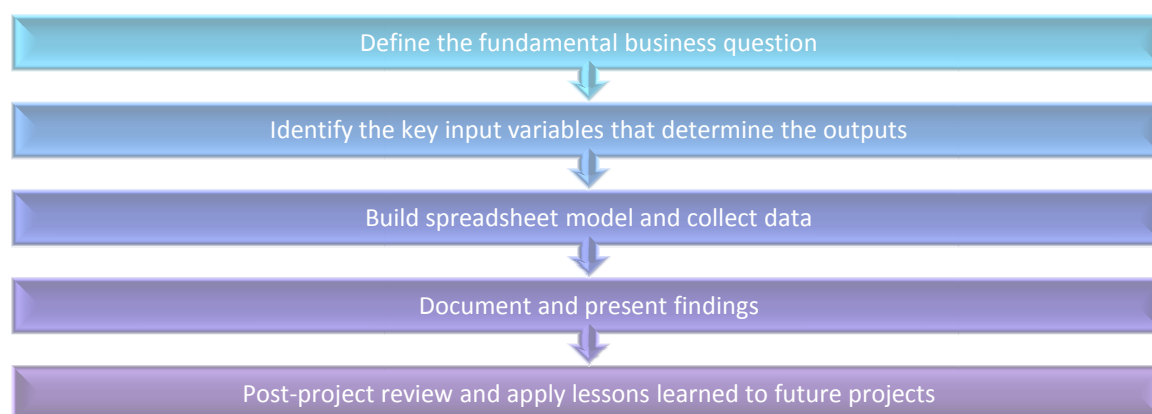 Define the fundamental business question
Identify the key input variables that determine the outputs
Build spreadsheet model and collect data
Document and present findings
Post-project review and apply lessons learned to future projects